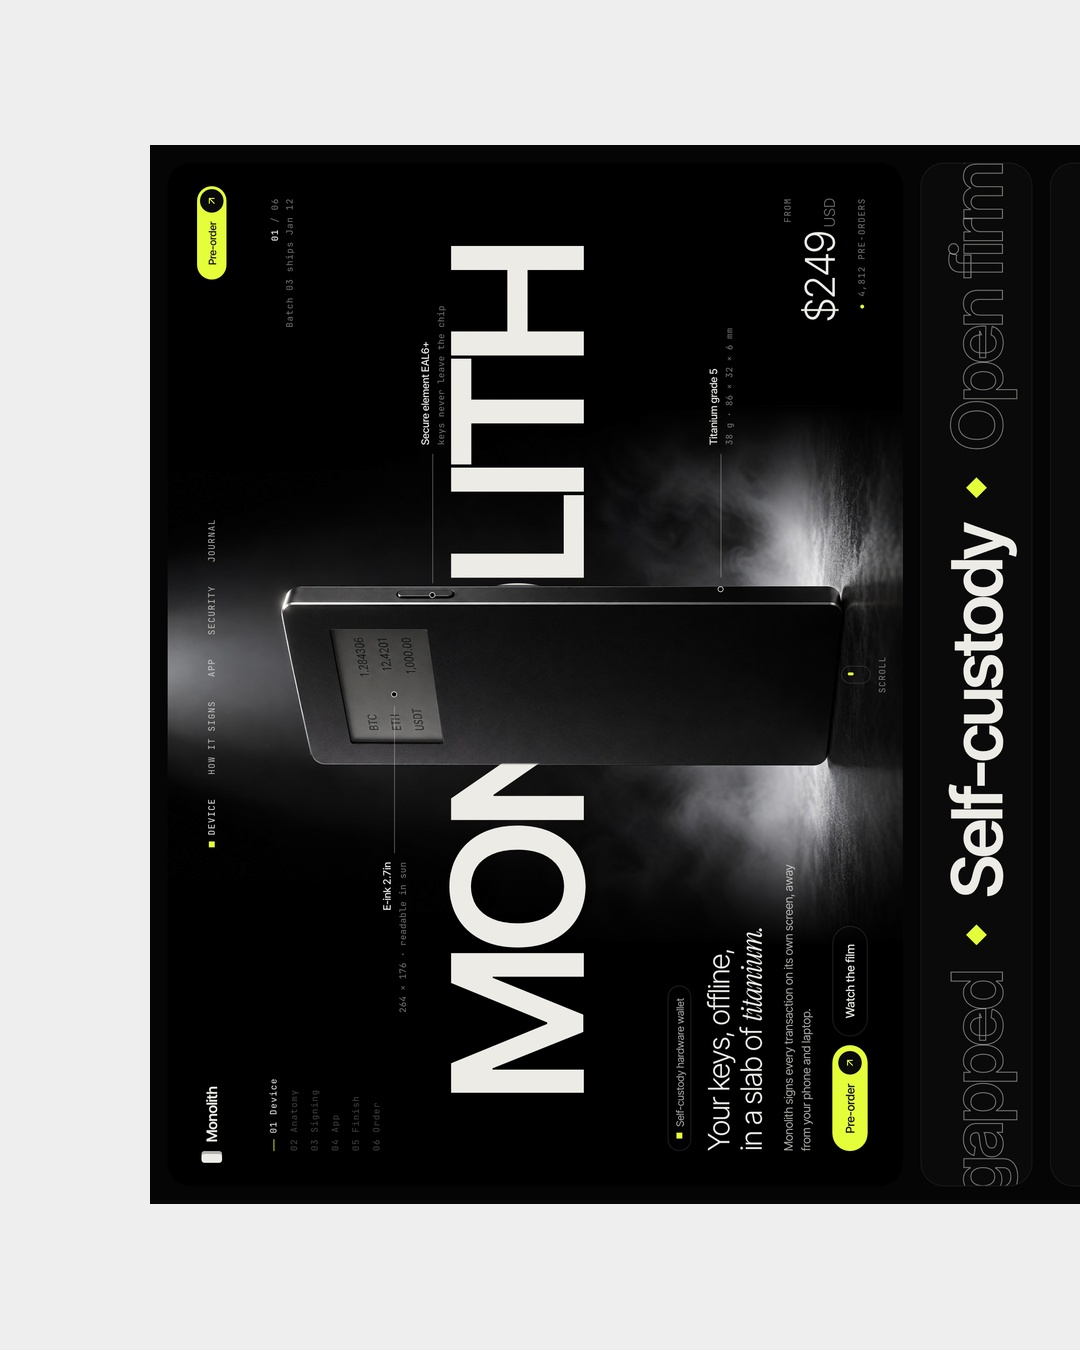 Monolith
DEVICE
HOW IT SIGNS
APP
SECURITY
JOURNAL
Pre-order
01 Device
02 Anatomy
03 Signing
04 App
05 Finish
06 Order
01 / 06
Batch 03 ships Jan 12
E-ink 2.7in
264 × 176 · readable in sun
Secure element EAL6+
keys never leave the chip
BTC 1,284306
ETH 12.4201
USDT 1,000.00
MON LITH
Self-custody hardware wallet
Your keys, offline,
in a slab of titanium.
Monolith signs every transaction on its own screen, away
from your phone and laptop.
Pre-order
Watch the film
Titanium grade 5
38 g · 86 × 32 × 6 mm
FROM
$249 USD
4,812 PRE-ORDERS
SCROLL
gapped Self-custody Open firm